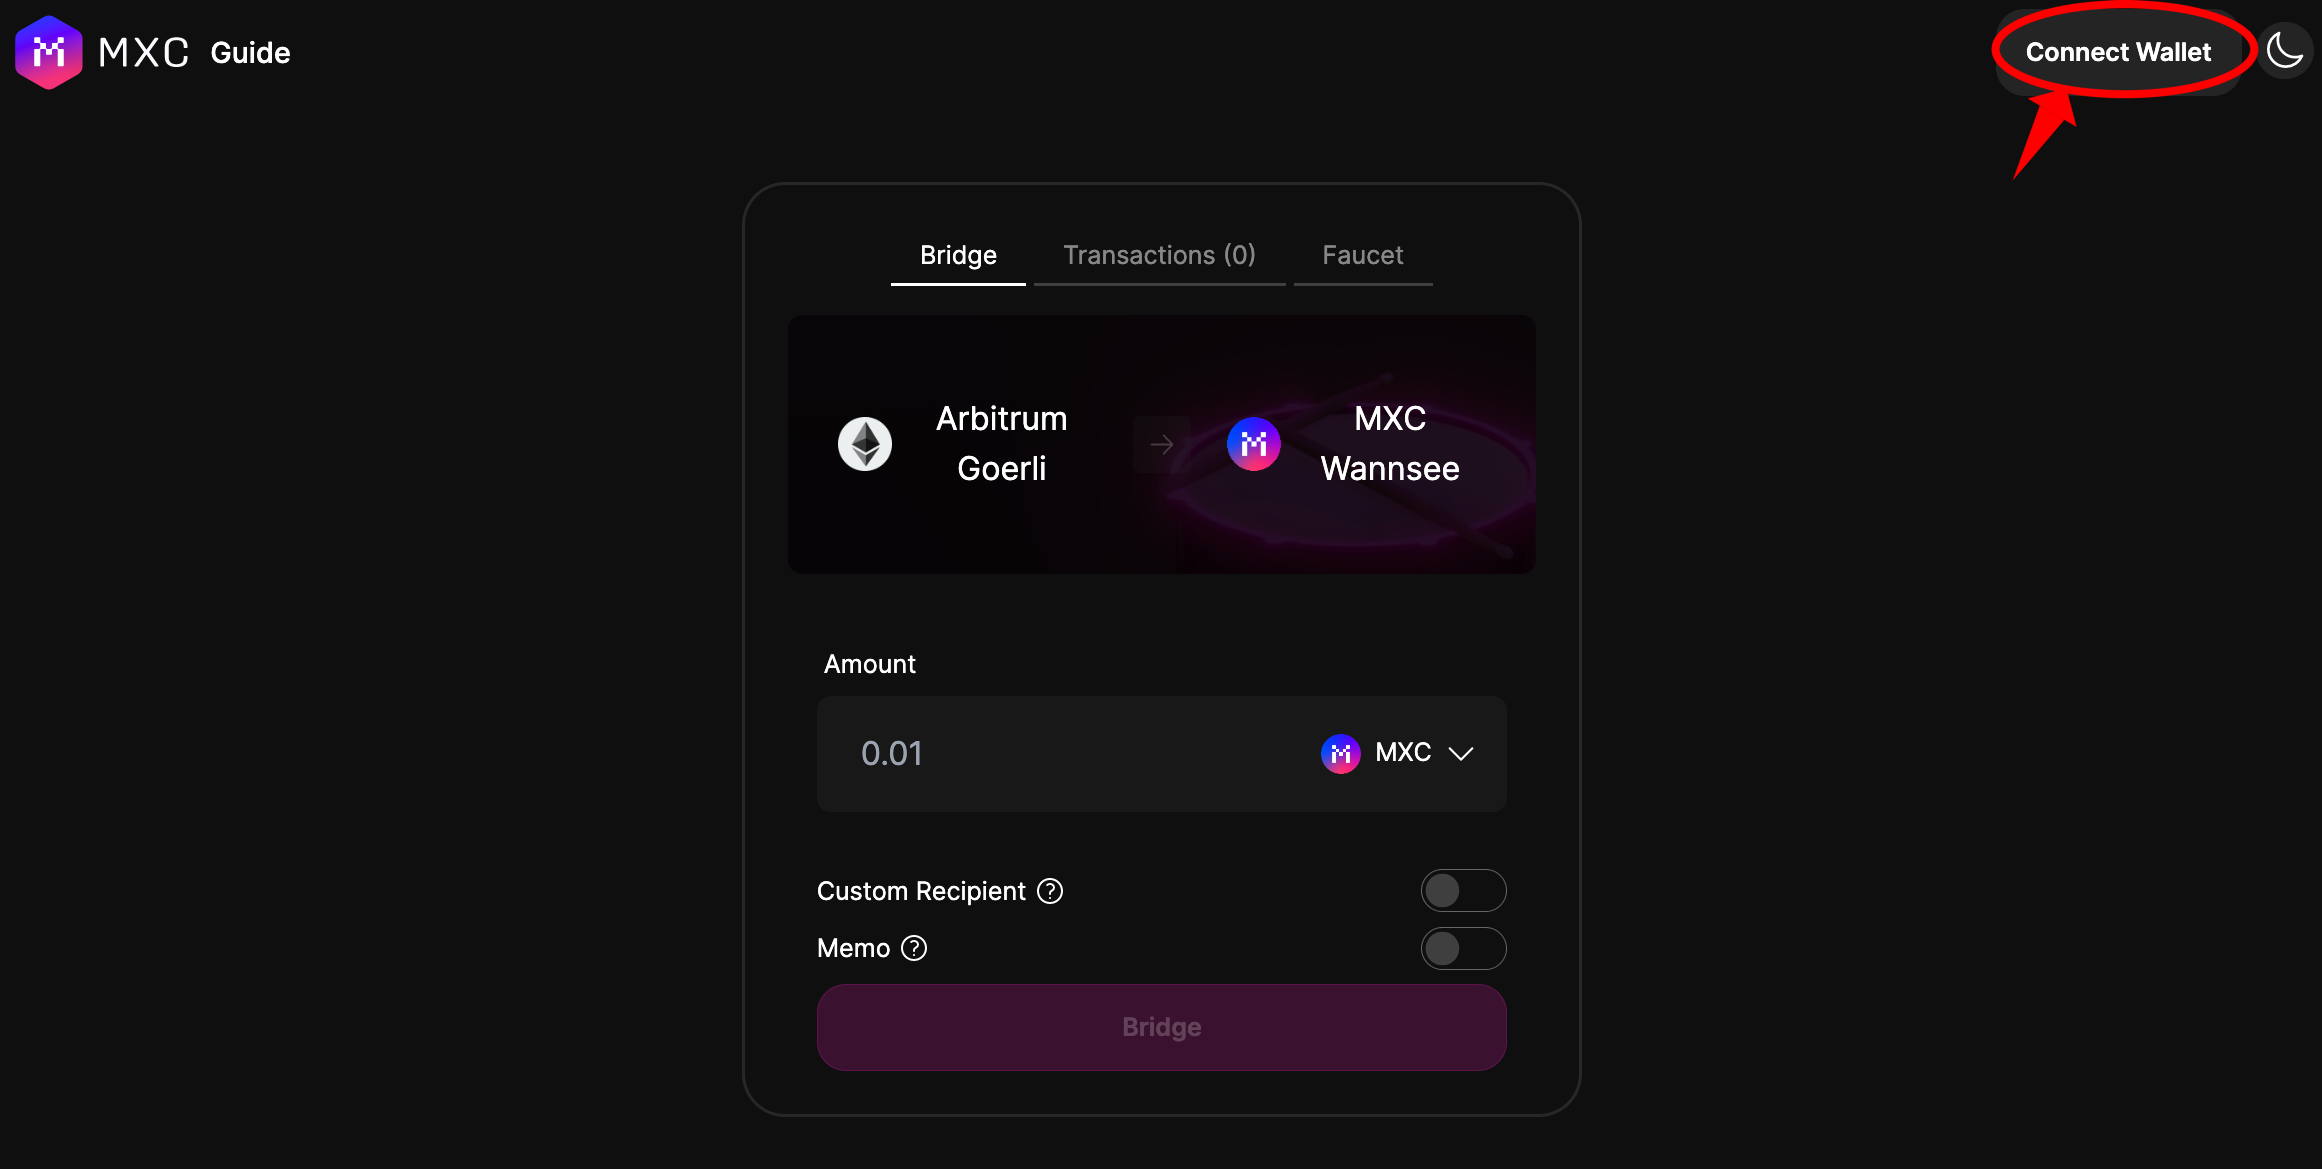 MXC Guide
Connect Wallet
Bridge Transactions (0) Faucet
Arbitrum
Goerli
MXC
Wannsee
Amount
0.01 MXC
Custom Recipient ?
Memo ?
Bridge